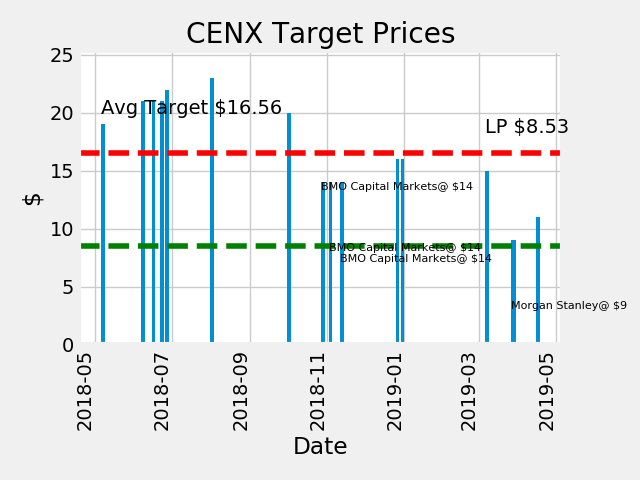 CENX Target Prices
25
Avg Target $16.56
20
LP $8.53
15
BMO Capital Markets@ $14
$
10
BMO Capital Markets@ $14
BMO Capital Markets@ $14
5
Morgan Stanley@ $9
0
2018-05
2018-07
2018-09
2018-11
2019-01
2019-03
2019-05
Date